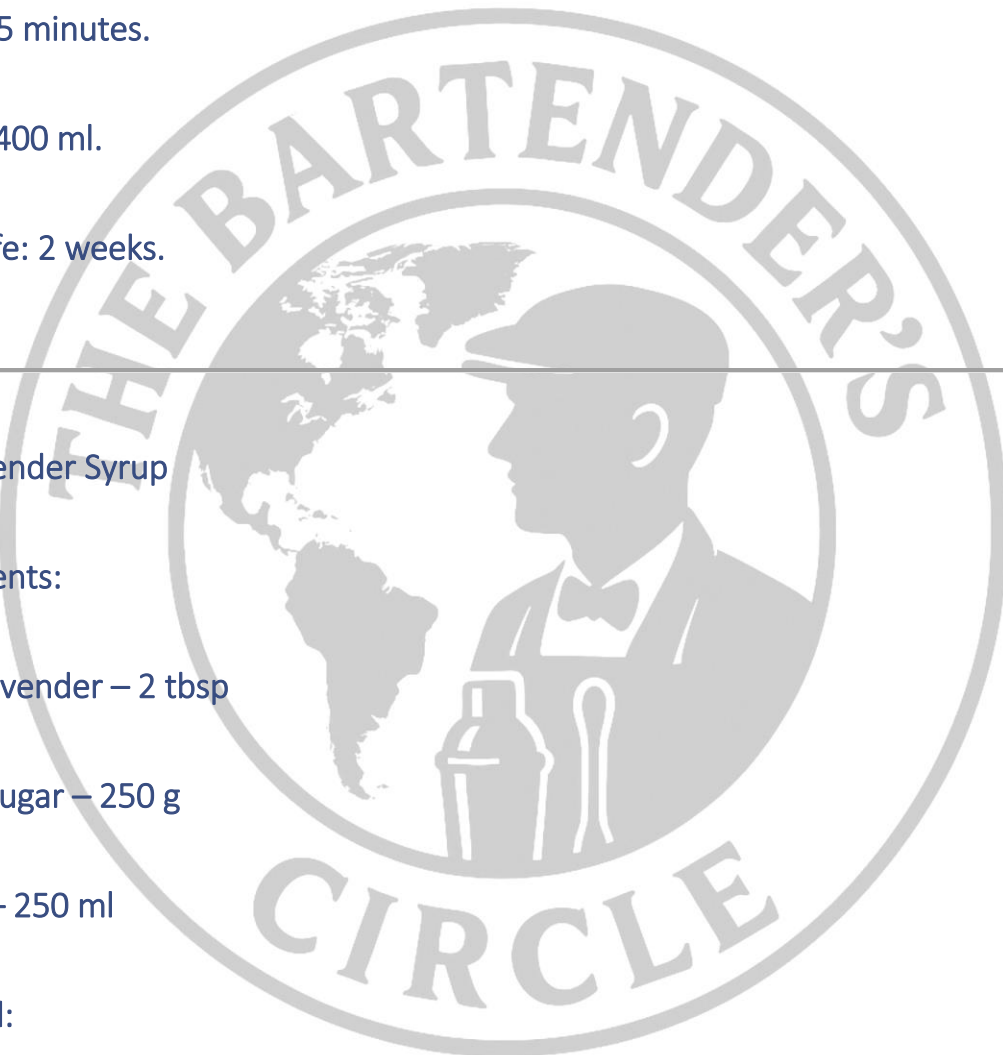 5 minutes.
400 ml.
fe: 2 weeks.
THE BARTENDER'S
ender Syrup
ents:
vender – 2 tbsp
ugar – 250 g
– 250 ml
CIRCLE
l: